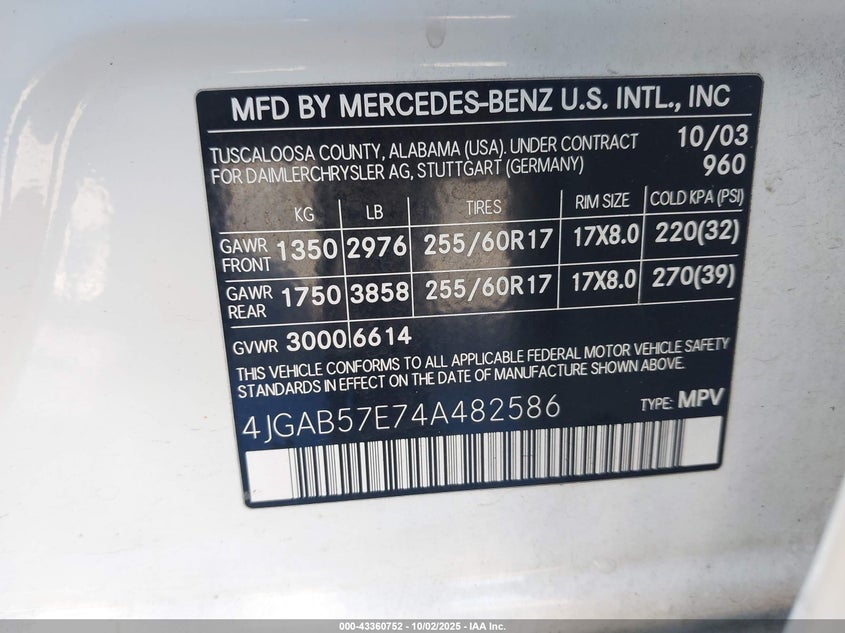 MFD BY MERCEDES-BENZ U.S. INTL., INC
TUSCALOOSA COUNTY, ALABAMA (USA). UNDER CONTRACT 10/03
FOR DAIMLERCHRYSLER AG, STUTTGART (GERMANY) 960
KG LB TIRES RIM SIZE COLD KPA (PSI)
GAWR FRONT 1350 2976 255/60R17 17X8.0 220(32)
GAWR REAR 1750 3858 255/60R17 17X8.0 270(39)
GVWR 3000 6614
THIS VEHICLE CONFORMS TO ALL APPLICABLE FEDERAL MOTOR VEHICLE SAFETY
STANDARDS IN EFFECT ON THE DATE OF MANUFACTURE SHOWN ABOVE.
4JGAB57E74A482586 TYPE: MPV
000-43360752 - 10/02/2025 - IAA Inc.